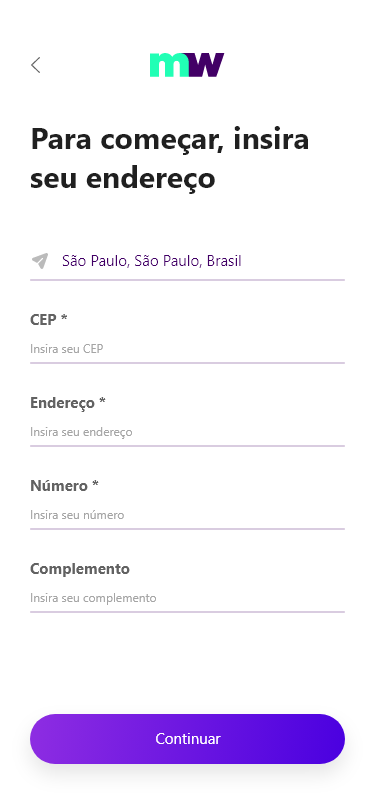 mw
Para começar, insira
seu endereço
São Paulo, São Paulo, Brasil
CEP *
Insira seu CEP
Endereço *
Insira seu endereço
Número *
Insira seu número
Complemento
Insira seu complemento
Continuar